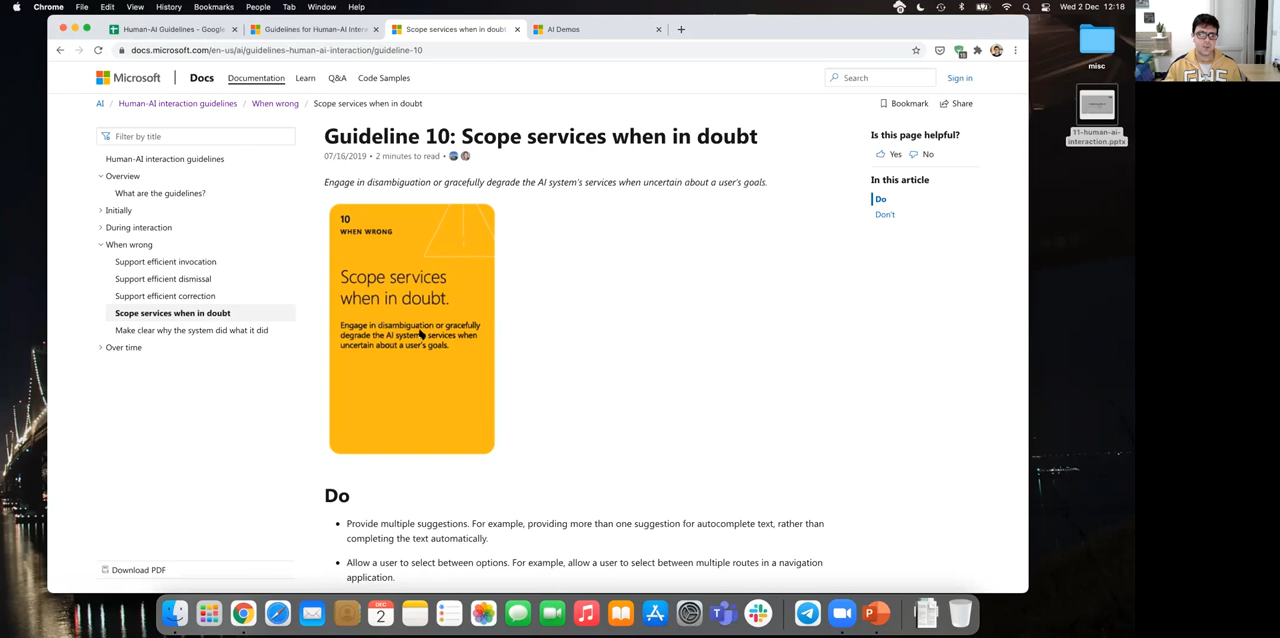 Chrome File Edit View History Bookmarks People Tab Window Help
Wed 2 Dec 12:18
Human-AI Guidelines – Google
Guidelines for Human-AI Inter
Scope services when in doubt
AI Demos
docs.microsoft.com/en-us/ai/guidelines-human-ai-interaction/guideline-10
misc
11-human-ai-
interaction.pptx
Microsoft
Docs
Documentation
Learn
Q&A
Code Samples
Search
Sign in
AI / Human-AI interaction guidelines / When wrong / Scope services when in doubt
Bookmark
Share
Filter by title
Human-AI interaction guidelines
Overview
What are the guidelines?
Initially
During interaction
When wrong
Support efficient invocation
Support efficient dismissal
Support efficient correction
Scope services when in doubt
Make clear why the system did what it did
Over time
Download PDF
Guideline 10: Scope services when in doubt
07/16/2019 • 2 minutes to read •
Engage in disambiguation or gracefully degrade the AI system's services when uncertain about a user's goals.
10
WHEN WRONG
Scope services
when in doubt.
Engage in disambiguation or gracefully
degrade the AI system's services when
uncertain about a user's goals.
Do
• Provide multiple suggestions. For example, providing more than one suggestion for autocomplete text, rather than
completing the text automatically.
• Allow a user to select between options. For example, allow a user to select between multiple routes in a navigation
application.
Is this page helpful?
Yes No
In this article
Do
Don't
DEC
2